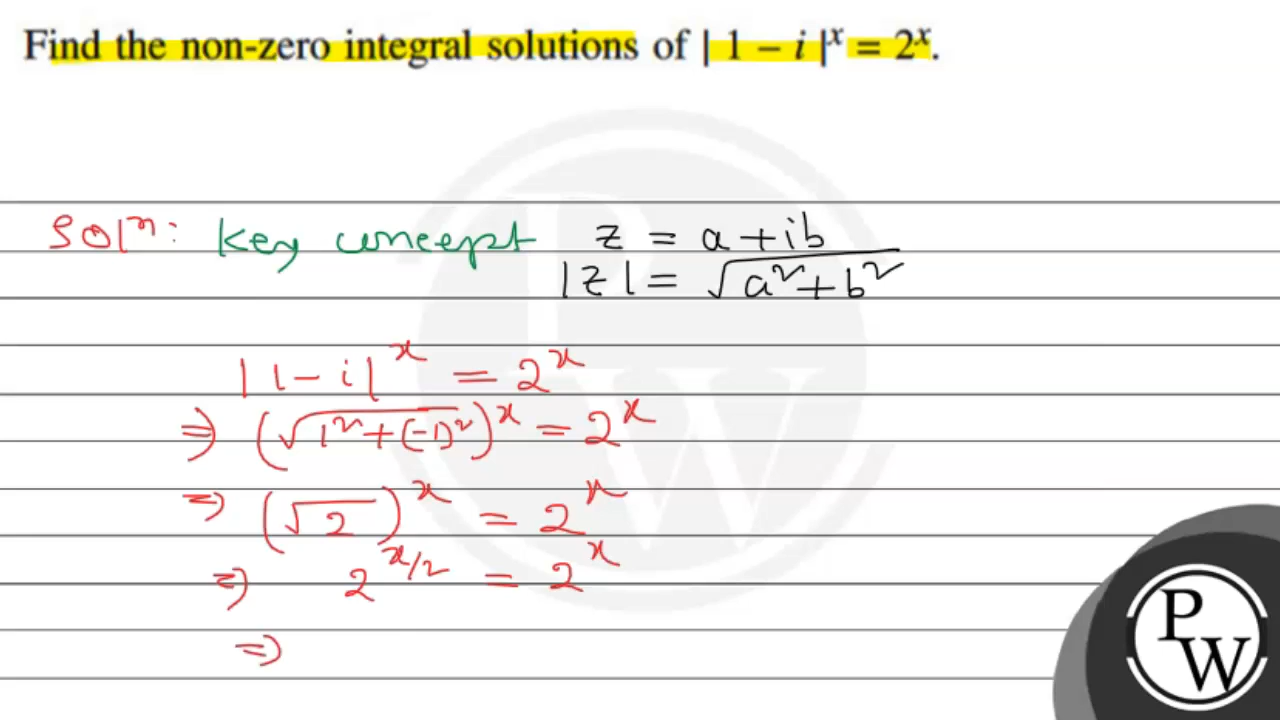 Find the non-zero integral solutions of | 1 – i |ˣ = 2ˣ.
Solⁿ: Key concept z = a + ib
|z| = √(a² + b²)
|1 – i|ˣ = 2ˣ
⇒ (√(1² + (–1)²))ˣ = 2ˣ
⇒ (√2)ˣ = 2ˣ
⇒ 2^(x/2) = 2ˣ
⇒
P
W